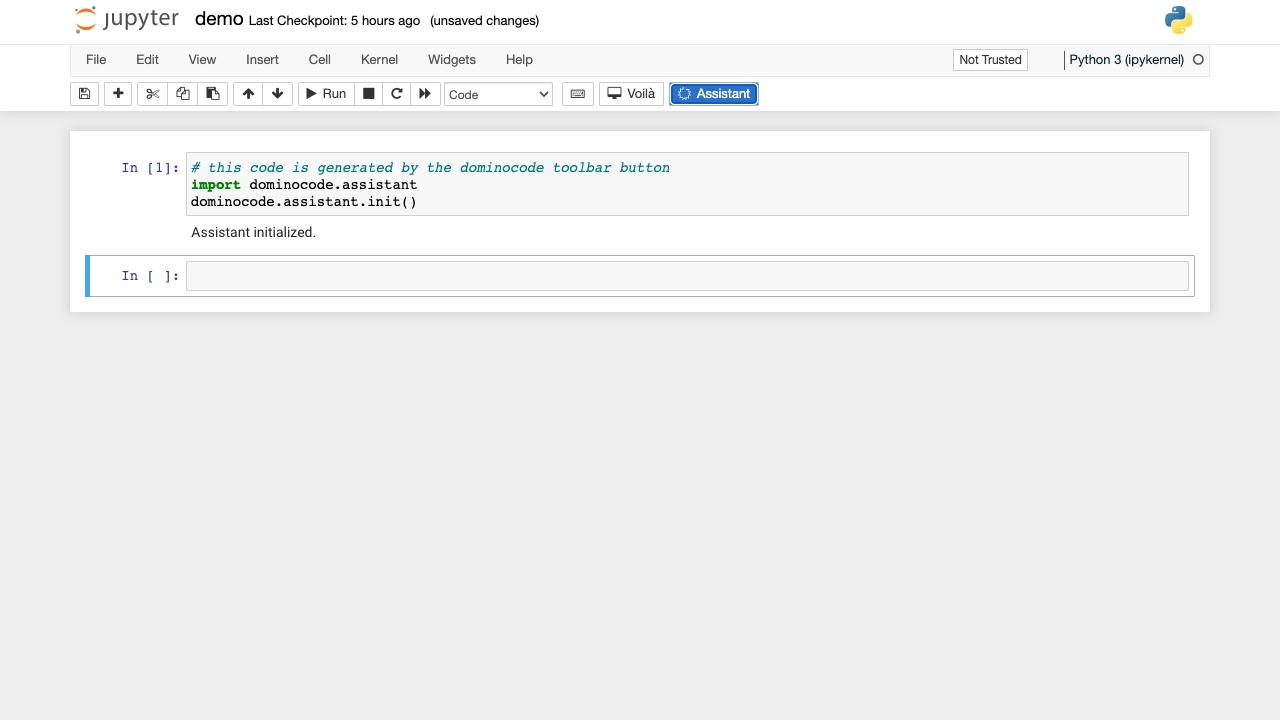 jupyter demo Last Checkpoint: 5 hours ago (unsaved changes)
File Edit View Insert Cell Kernel Widgets Help Not Trusted Python 3 (ipykernel)
Run Code Voilà Assistant
In [1]: # this code is generated by the dominocode toolbar button
import dominocode.assistant
dominocode.assistant.init()
Assistant initialized.
In [ ]: